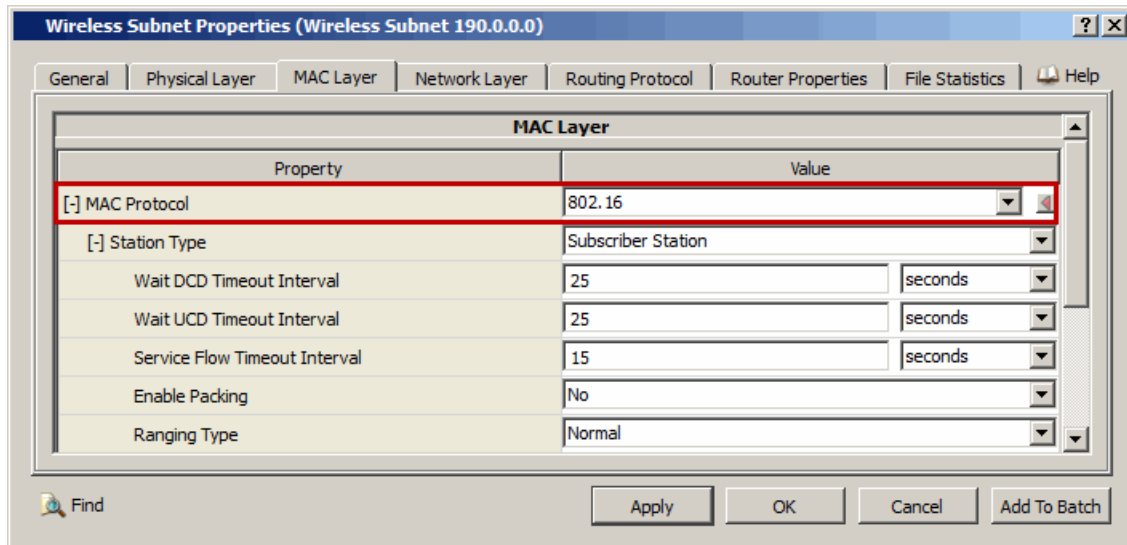 Wireless Subnet Properties (Wireless Subnet 190.0.0.0) ? X
General Physical Layer MAC Layer Network Layer Routing Protocol Router Properties File Statistics Help
MAC Layer
Property Value
[-] MAC Protocol 802.16
[-] Station Type Subscriber Station
Wait DCD Timeout Interval 25 seconds
Wait UCD Timeout Interval 25 seconds
Service Flow Timeout Interval 15 seconds
Enable Packing No
Ranging Type Normal
Find Apply OK Cancel Add To Batch